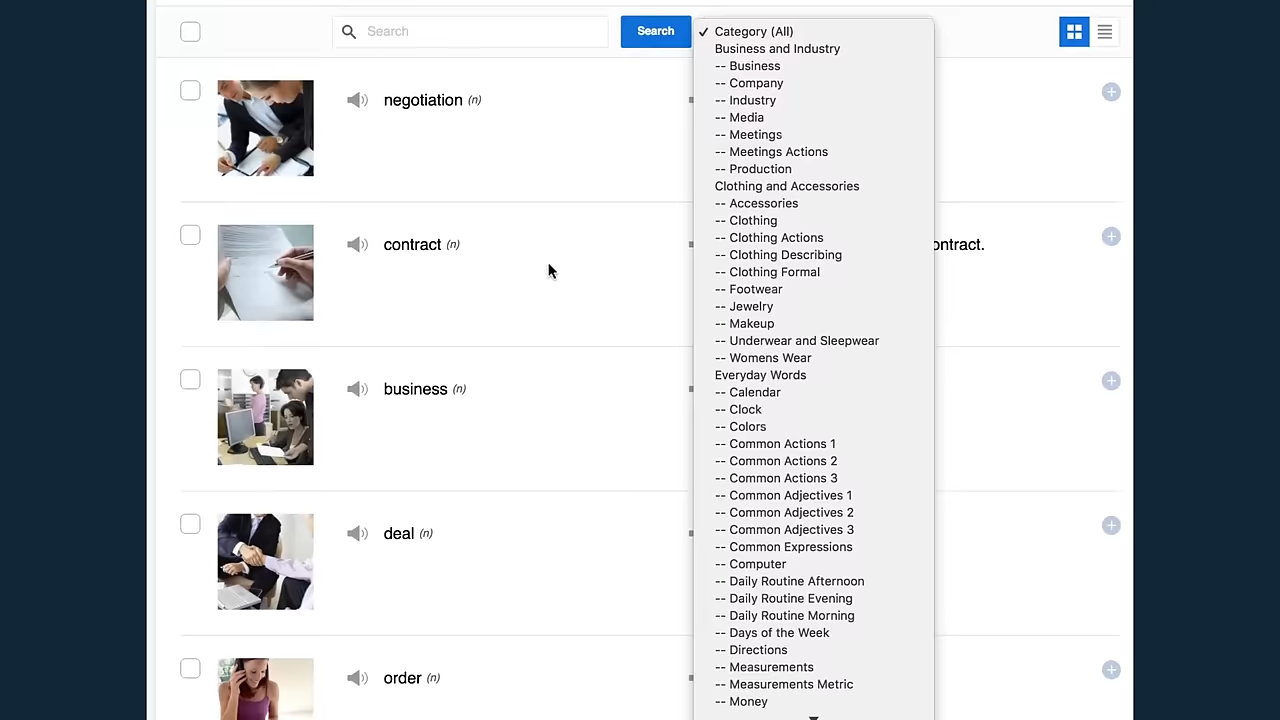 Search
Search
✓ Category (All)
Business and Industry
-- Business
-- Company
-- Industry
-- Media
-- Meetings
-- Meetings Actions
-- Production
Clothing and Accessories
-- Accessories
-- Clothing
-- Clothing Actions
-- Clothing Describing
-- Clothing Formal
-- Footwear
-- Jewelry
-- Makeup
-- Underwear and Sleepwear
-- Womens Wear
Everyday Words
-- Calendar
-- Clock
-- Colors
-- Common Actions 1
-- Common Actions 2
-- Common Actions 3
-- Common Adjectives 1
-- Common Adjectives 2
-- Common Adjectives 3
-- Common Expressions
-- Computer
-- Daily Routine Afternoon
-- Daily Routine Evening
-- Daily Routine Morning
-- Days of the Week
-- Directions
-- Measurements
-- Measurements Metric
-- Money
negotiation (n)
contract (n)
ontract.
business (n)
deal (n)
order (n)